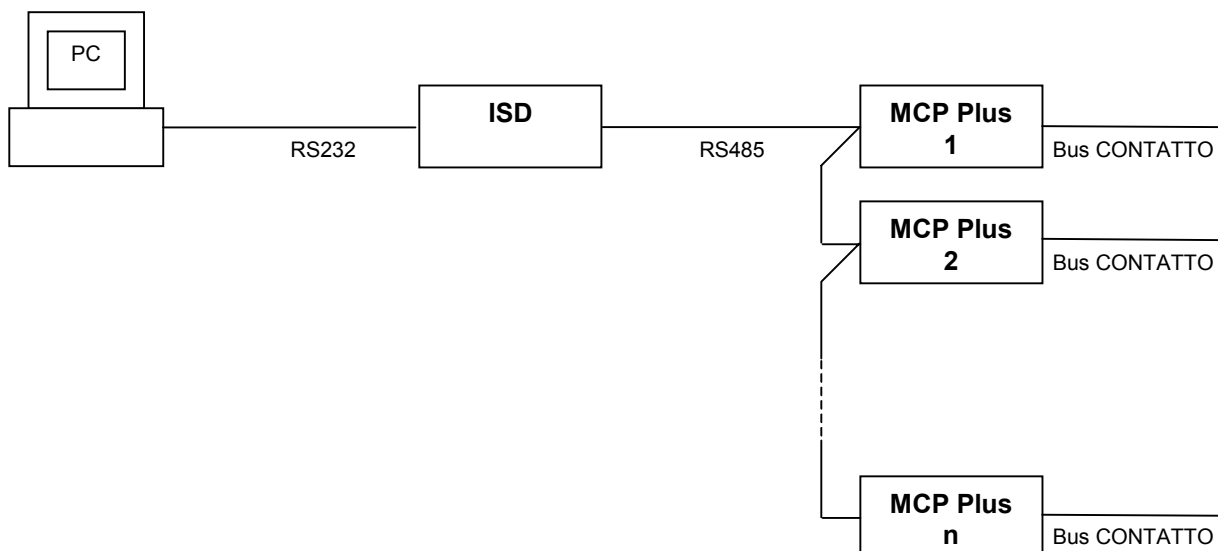 PC
ISD
RS232
RS485
MCP Plus
1
Bus CONTATTO
MCP Plus
2
Bus CONTATTO
MCP Plus
n
Bus CONTATTO